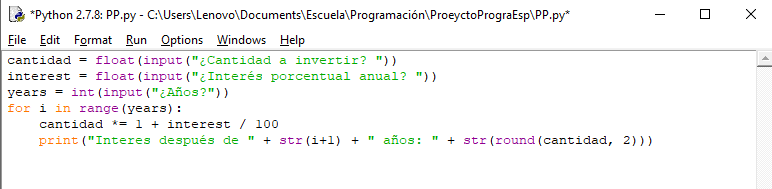 *Python 2.7.8: PP.py - C:\Users\Lenovo\Documents\Escuela\Programación\ProeyctoPrograEsp\PP.py*
File Edit Format Run Options Windows Help
cantidad = float(input("¿Cantidad a invertir? "))
interest = float(input("¿Interés porcentual anual? "))
years = int(input("¿Años?"))
for i in range(years):
    cantidad *= 1 + interest / 100
    print("Interes después de " + str(i+1) + " años: " + str(round(cantidad, 2)))